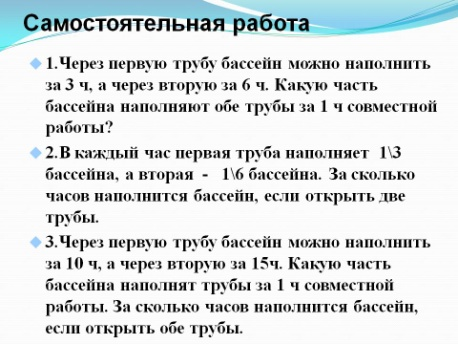 Самостоятельная работа
1.Через первую трубу бассейн можно наполнить
за 3 ч, а через вторую за 6 ч. Какую часть
бассейна наполняют обе трубы за 1 ч совместной
работы?
2.В каждый час первая труба наполняет 1\3
бассейна, а вторая - 1\6 бассейна. За сколько
часов наполнится бассейн, если открыть две
трубы.
3.Через первую трубу бассейн можно наполнить
за 10 ч, а через вторую за 15ч. Какую часть
бассейна наполнят трубы за 1 ч совместной
работы. За сколько часов наполнится бассейн,
если открыть обе трубы.